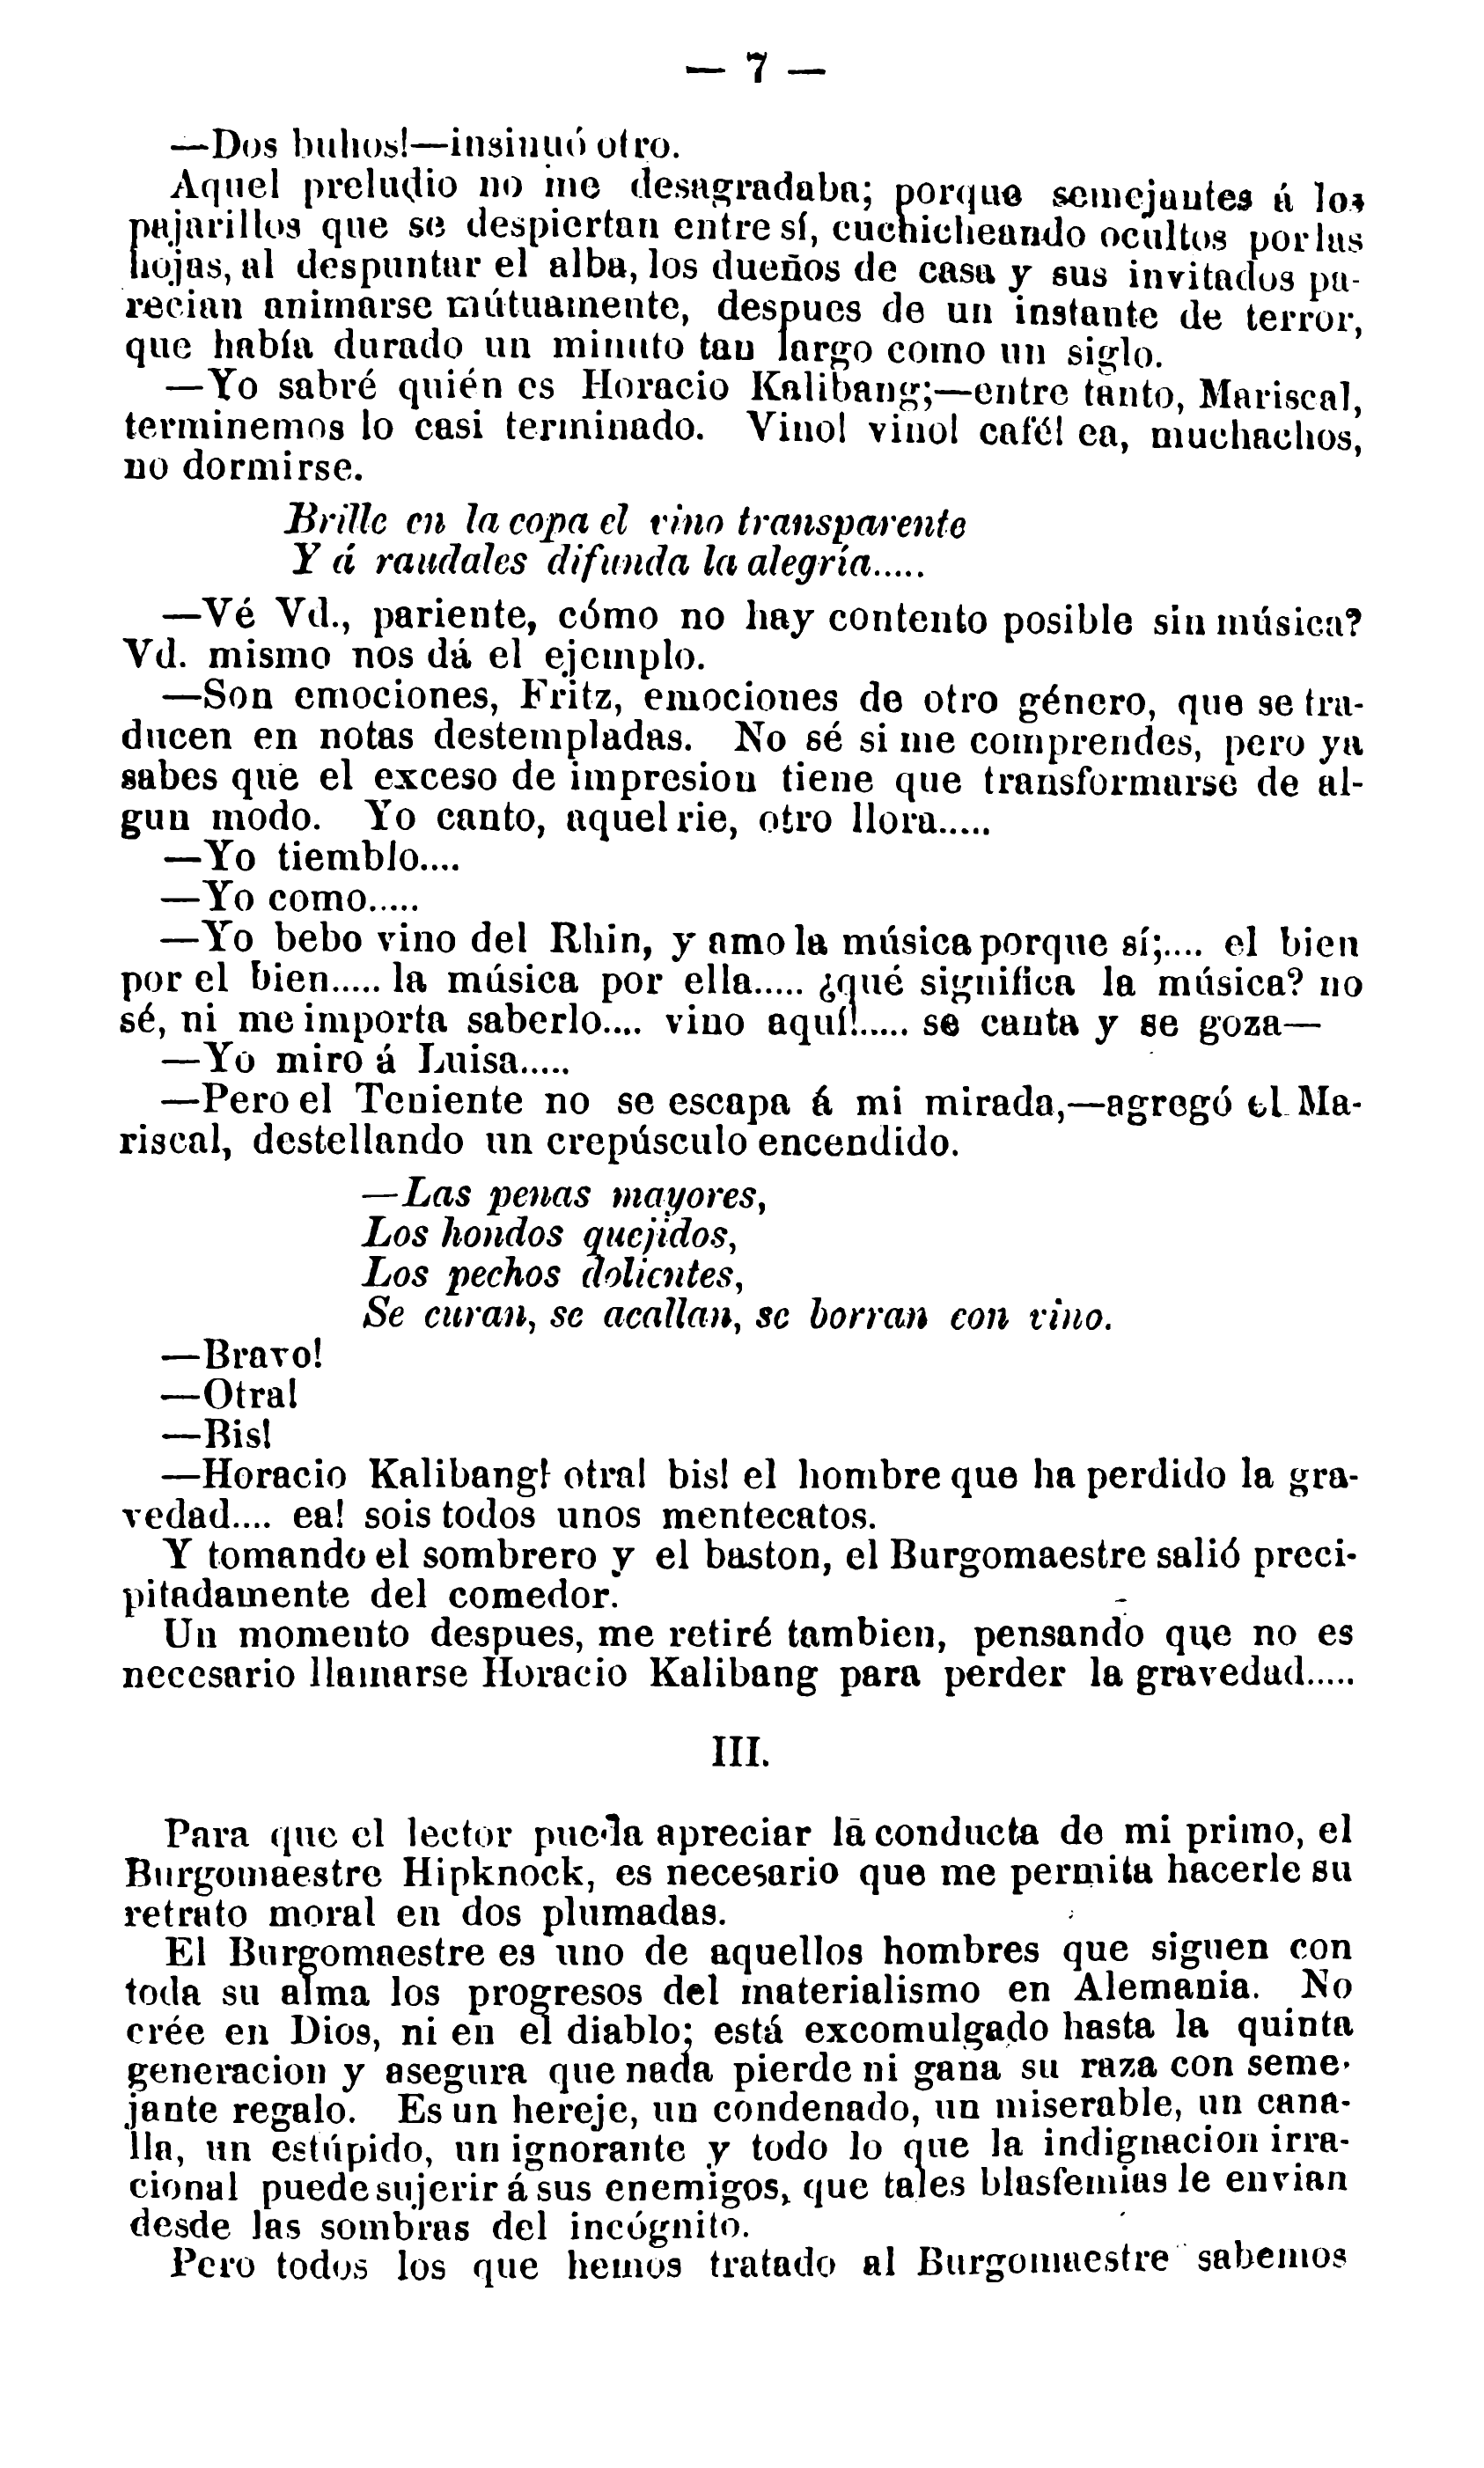 — 7 —
—Dos buhos!—insinuó otro.
Aquel preludio no me desagradaba; porque semejantes á los
pajarillos que se despiertan entre sí, cuchicheando ocultos por las
hojas, al despuntar el alba, los dueños de casa y sus invitados pa-
recian animarse mútuamente, despues de un instante de terror,
que había durado un minuto tan largo como un siglo.
—Yo sabré quién es Horacio Kalibang;—entre tanto, Mariscal,
terminemos lo casi terminado. Vino! vino! café! ea, muchachos,
no dormirse.
Brille en la copa el vino transparente
Y á raudales difunda la alegría.....
—Vé Vd., pariente, cómo no hay contento posible sin música?
Vd. mismo nos dá el ejemplo.
—Son emociones, Fritz, emociones de otro género, que se tra-
ducen en notas destempladas. No sé si me comprendes, pero ya
sabes que el exceso de impresion tiene que transformarse de al-
gun modo. Yo canto, aquel rie, otro llora.....
—Yo tiemblo....
—Yo como.....
—Yo bebo vino del Rhin, y amo la música porque sí;.... el bien
por el bien..... la música por ella..... ¿qué significa la música? no
sé, ni me importa saberlo.... vino aquí!..... se canta y se goza—
—Yo miro á Luisa.....
—Pero el Teniente no se escapa á mi mirada,—agregó el Ma-
riscal, destellando un crepúsculo encendido.
—Las penas mayores,
Los hondos quejidos,
Los pechos dolientes,
Se curan, se acallan, se borran con vino.
—Bravo!
—Otra!
—Bis!
—Horacio Kalibang! otra! bis! el hombre que ha perdido la gra-
vedad.... ea! sois todos unos mentecatos.
Y tomando el sombrero y el baston, el Burgomaestre salió preci-
pitadamente del comedor.
Un momento despues, me retiré tambien, pensando que no es
necesario llamarse Horacio Kalibang para perder la gravedad.....
III.
Para que el lector pueda apreciar la conducta de mi primo, el
Burgomaestre Hipknock, es necesario que me permita hacerle su
retrato moral en dos plumadas.
El Burgomaestre es uno de aquellos hombres que siguen con
toda su alma los progresos del materialismo en Alemania. No
crée en Dios, ni en el diablo; está excomulgado hasta la quinta
generacion y asegura que nada pierde ni gana su raza con seme-
jante regalo. Es un hereje, un condenado, un miserable, un cana-
lla, un estúpido, un ignorante y todo lo que la indignacion irra-
cional puede sujerir á sus enemigos, que tales blasfemias le envian
desde las sombras del incógnito.
Pero todos los que hemos tratado al Burgomaestre sabemos